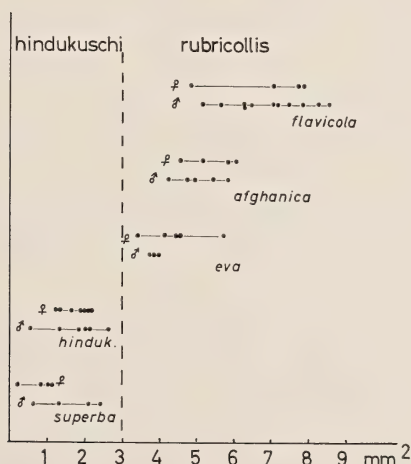 hindukuschi rubricollis
♀
♂
flavicola
♀
♂
afghanica
♀
♂
eva
♀
♂
hinduk.
♀
♂
superba
1 2 3 4 5 6 7 8 9 mm 2